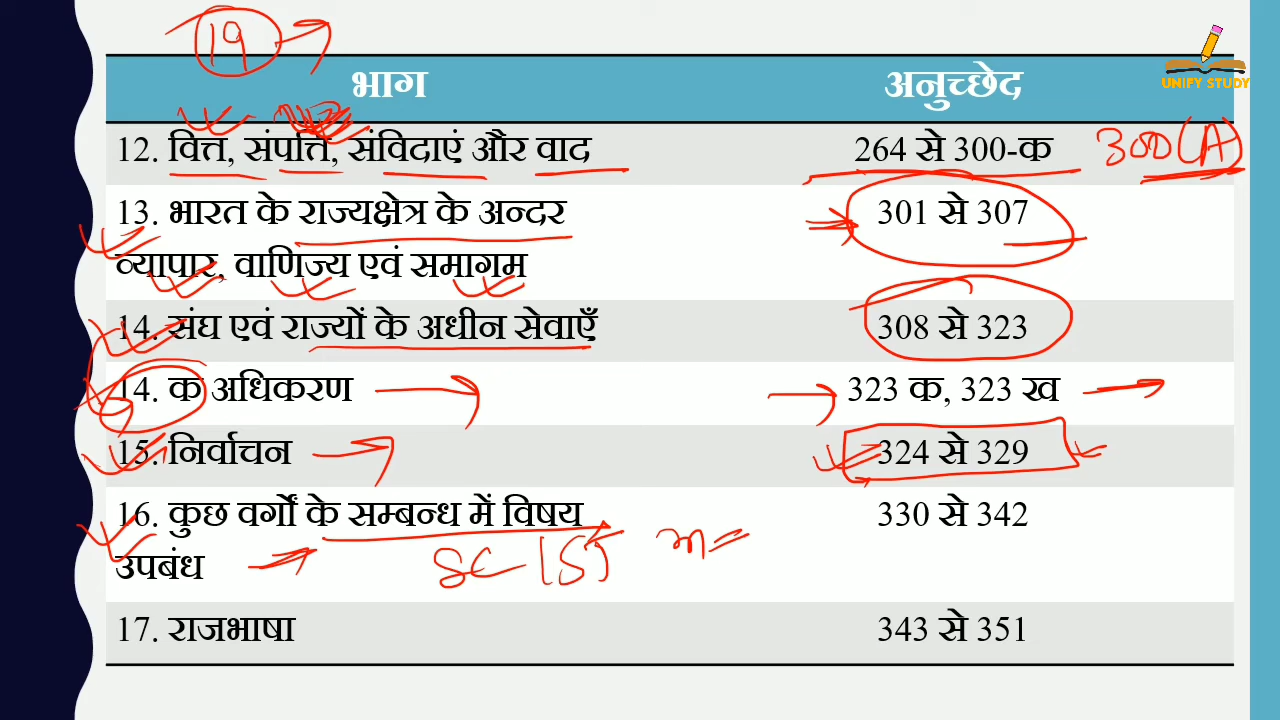 19
भाग अनुच्छेद
UNIFY STUDY
12. वित्त, संपत्ति, संविदाएं और वाद 264 से 300-क 300(A)
13. भारत के राज्यक्षेत्र के अन्दर 301 से 307
व्यापार, वाणिज्य एवं समागम
14. संघ एवं राज्यों के अधीन सेवाएँ 308 से 323
14. क अधिकरण 323 क, 323 ख
15. निर्वाचन 324 से 329
16. कुछ वर्गों के सम्बन्ध में विषय 330 से 342
उपबंध SC | ST
17. राजभाषा 343 से 351